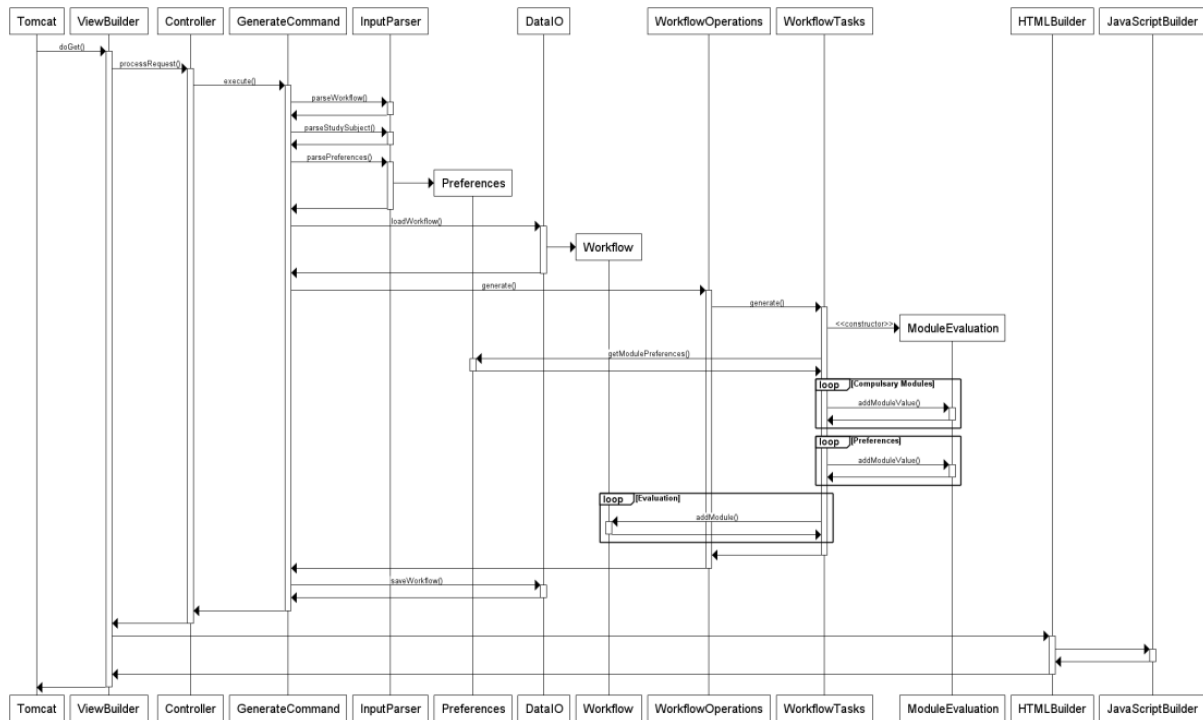 Tomcat ViewBuilder Controller GenerateCommand InputParser DataIO WorkflowOperations WorkflowTasks HTMLBuilder JavaScriptBuilder
doGet()
processRequest()
execute()
parseWorkflow()
parseStudySubject()
parsePreferences()
Preferences
loadWorkflow()
Workflow
generate()
generate()
<<constructor>>
ModuleEvaluation
getModulePreferences()
loop [Compulsary Modules]
addModuleValue()
loop [Preferences]
addModuleValue()
loop [Evaluation]
addModule()
saveWorkflow()
Tomcat ViewBuilder Controller GenerateCommand InputParser Preferences DataIO Workflow WorkflowOperations WorkflowTasks ModuleEvaluation HTMLBuilder JavaScriptBuilder